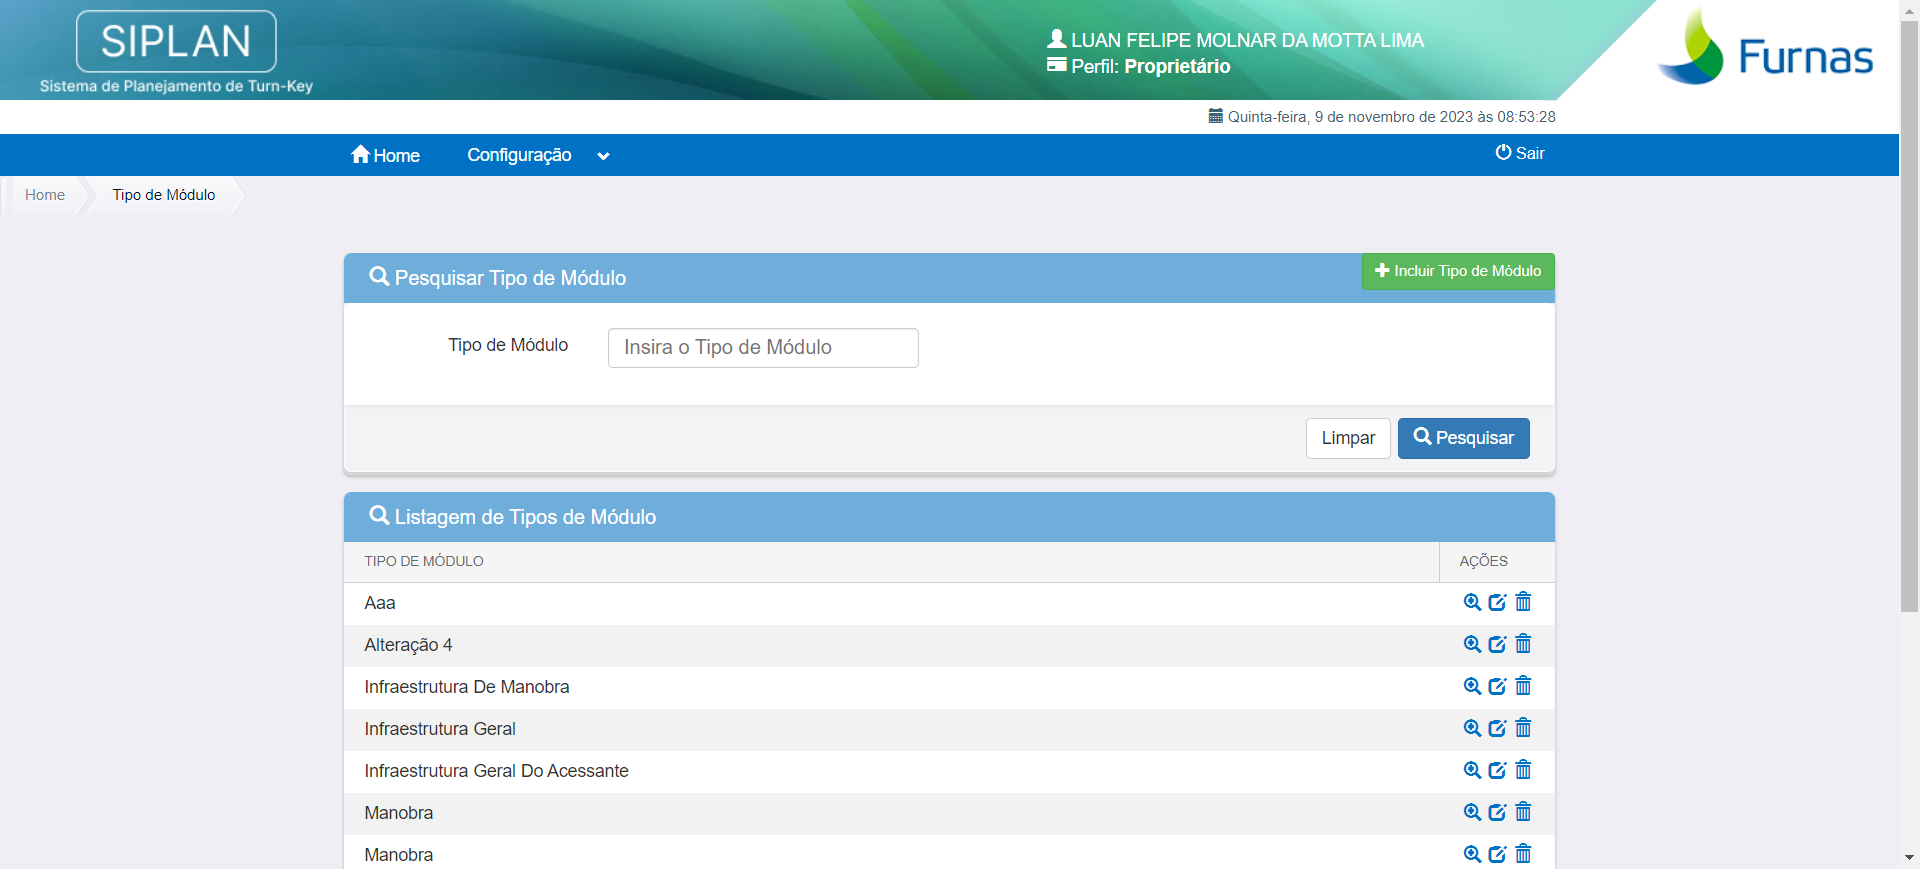 SIPLAN
Sistema de Planejamento de Turn-Key
LUAN FELIPE MOLNAR DA MOTTA LIMA
Perfil: Proprietário
Furnas
Quinta-feira, 9 de novembro de 2023 às 08:53:28
Home Configuração Sair
Home Tipo de Módulo
Pesquisar Tipo de Módulo Incluir Tipo de Módulo
Tipo de Módulo Insira o Tipo de Módulo
Limpar Pesquisar
Listagem de Tipos de Módulo
TIPO DE MÓDULO AÇÕES
Aaa
Alteração 4
Infraestrutura De Manobra
Infraestrutura Geral
Infraestrutura Geral Do Acessante
Manobra
Manobra